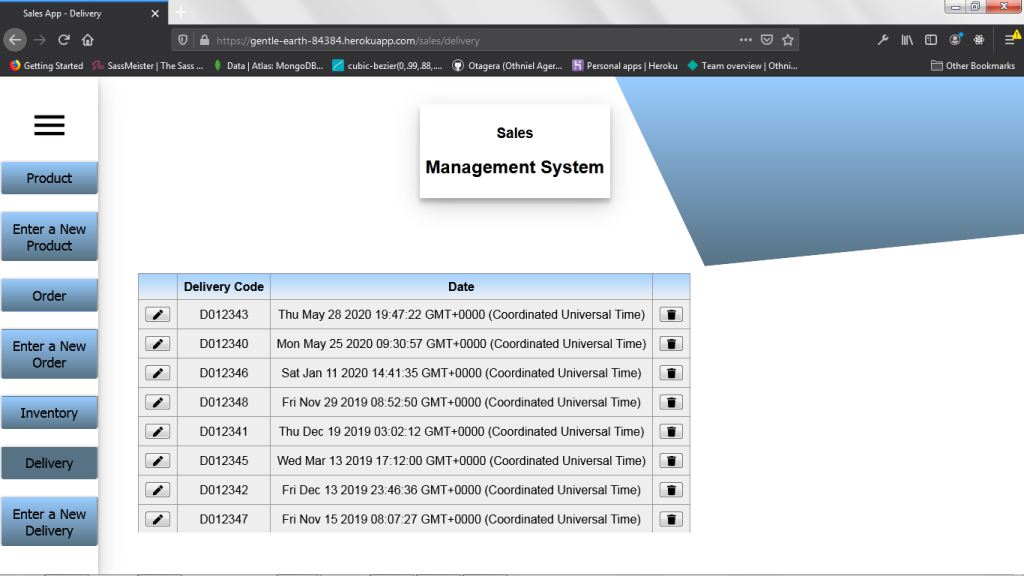 Sales App - Delivery
https://gentle-earth-84384.herokuapp.com/sales/delivery
Getting Started
SassMeister | The Sass ...
Data | Atlas: MongoDB...
cubic-bezier(0,.99,.88,....
Otagera (Othniel Ager...
Personal apps | Heroku
Team overview | Othni...
Other Bookmarks
Sales
Management System
Product
Enter a New
Product
Order
Enter a New
Order
Inventory
Delivery
Enter a New
Delivery
Delivery Code Date
D012343 Thu May 28 2020 19:47:22 GMT+0000 (Coordinated Universal Time)
D012340 Mon May 25 2020 09:30:57 GMT+0000 (Coordinated Universal Time)
D012346 Sat Jan 11 2020 14:41:35 GMT+0000 (Coordinated Universal Time)
D012348 Fri Nov 29 2019 08:52:50 GMT+0000 (Coordinated Universal Time)
D012341 Thu Dec 19 2019 03:02:12 GMT+0000 (Coordinated Universal Time)
D012345 Wed Mar 13 2019 17:12:00 GMT+0000 (Coordinated Universal Time)
D012342 Fri Dec 13 2019 23:46:36 GMT+0000 (Coordinated Universal Time)
D012347 Fri Nov 15 2019 08:07:27 GMT+0000 (Coordinated Universal Time)